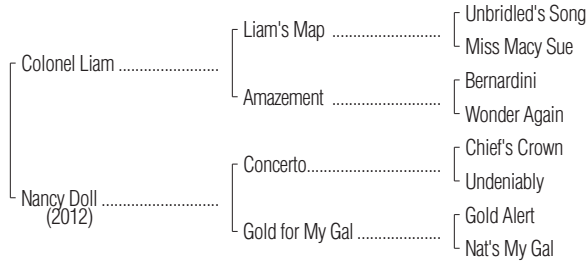 Unbridled's Song
Liam's Map ........................
Miss Macy Sue
Colonel Liam ......................
Bernardini
Amazement ........................
Wonder Again
Chief's Crown
Concerto...........................
Undeniably
Nancy Doll .........................
(2012)
Gold Alert
Gold for My Gal ..................
Nat's My Gal